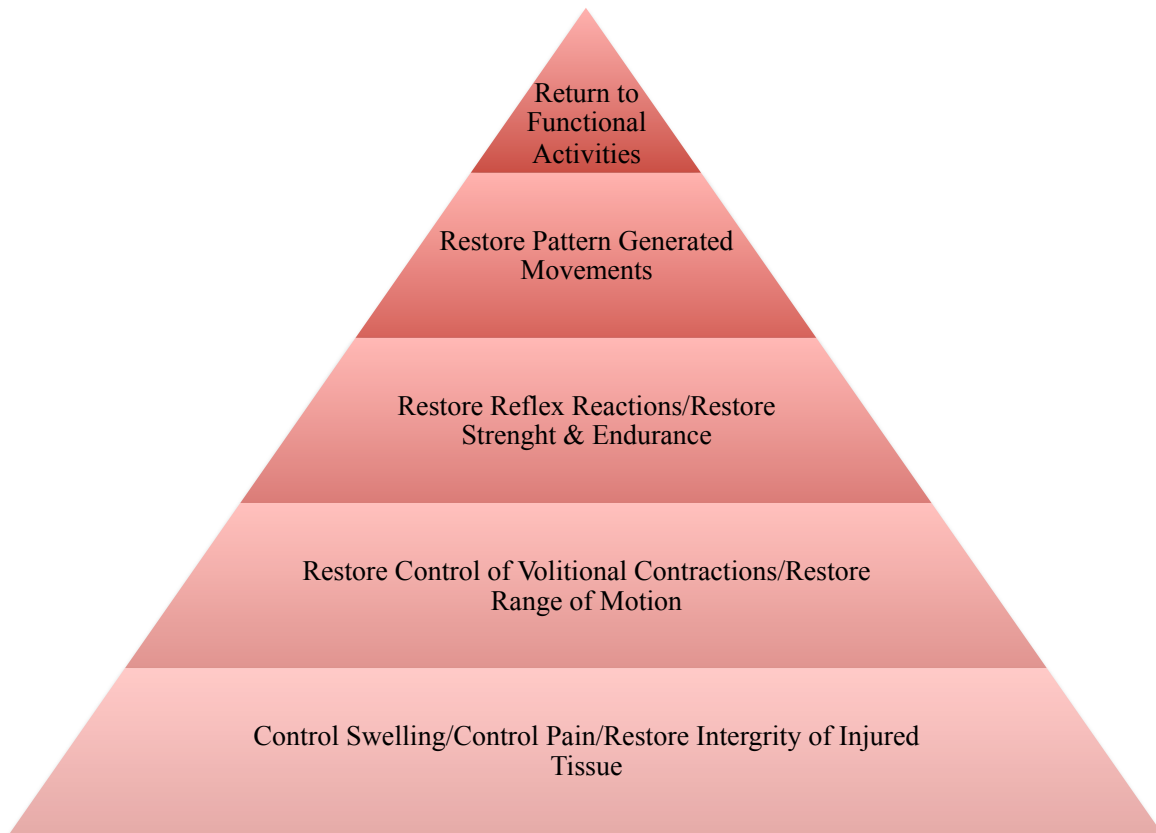 Return to
Functional
Activities
Restore Pattern Generated
Movements
Restore Reflex Reactions/Restore
Strenght & Endurance
Restore Control of Volitional Contractions/Restore
Range of Motion
Control Swelling/Control Pain/Restore Intergrity of Injured
Tissue